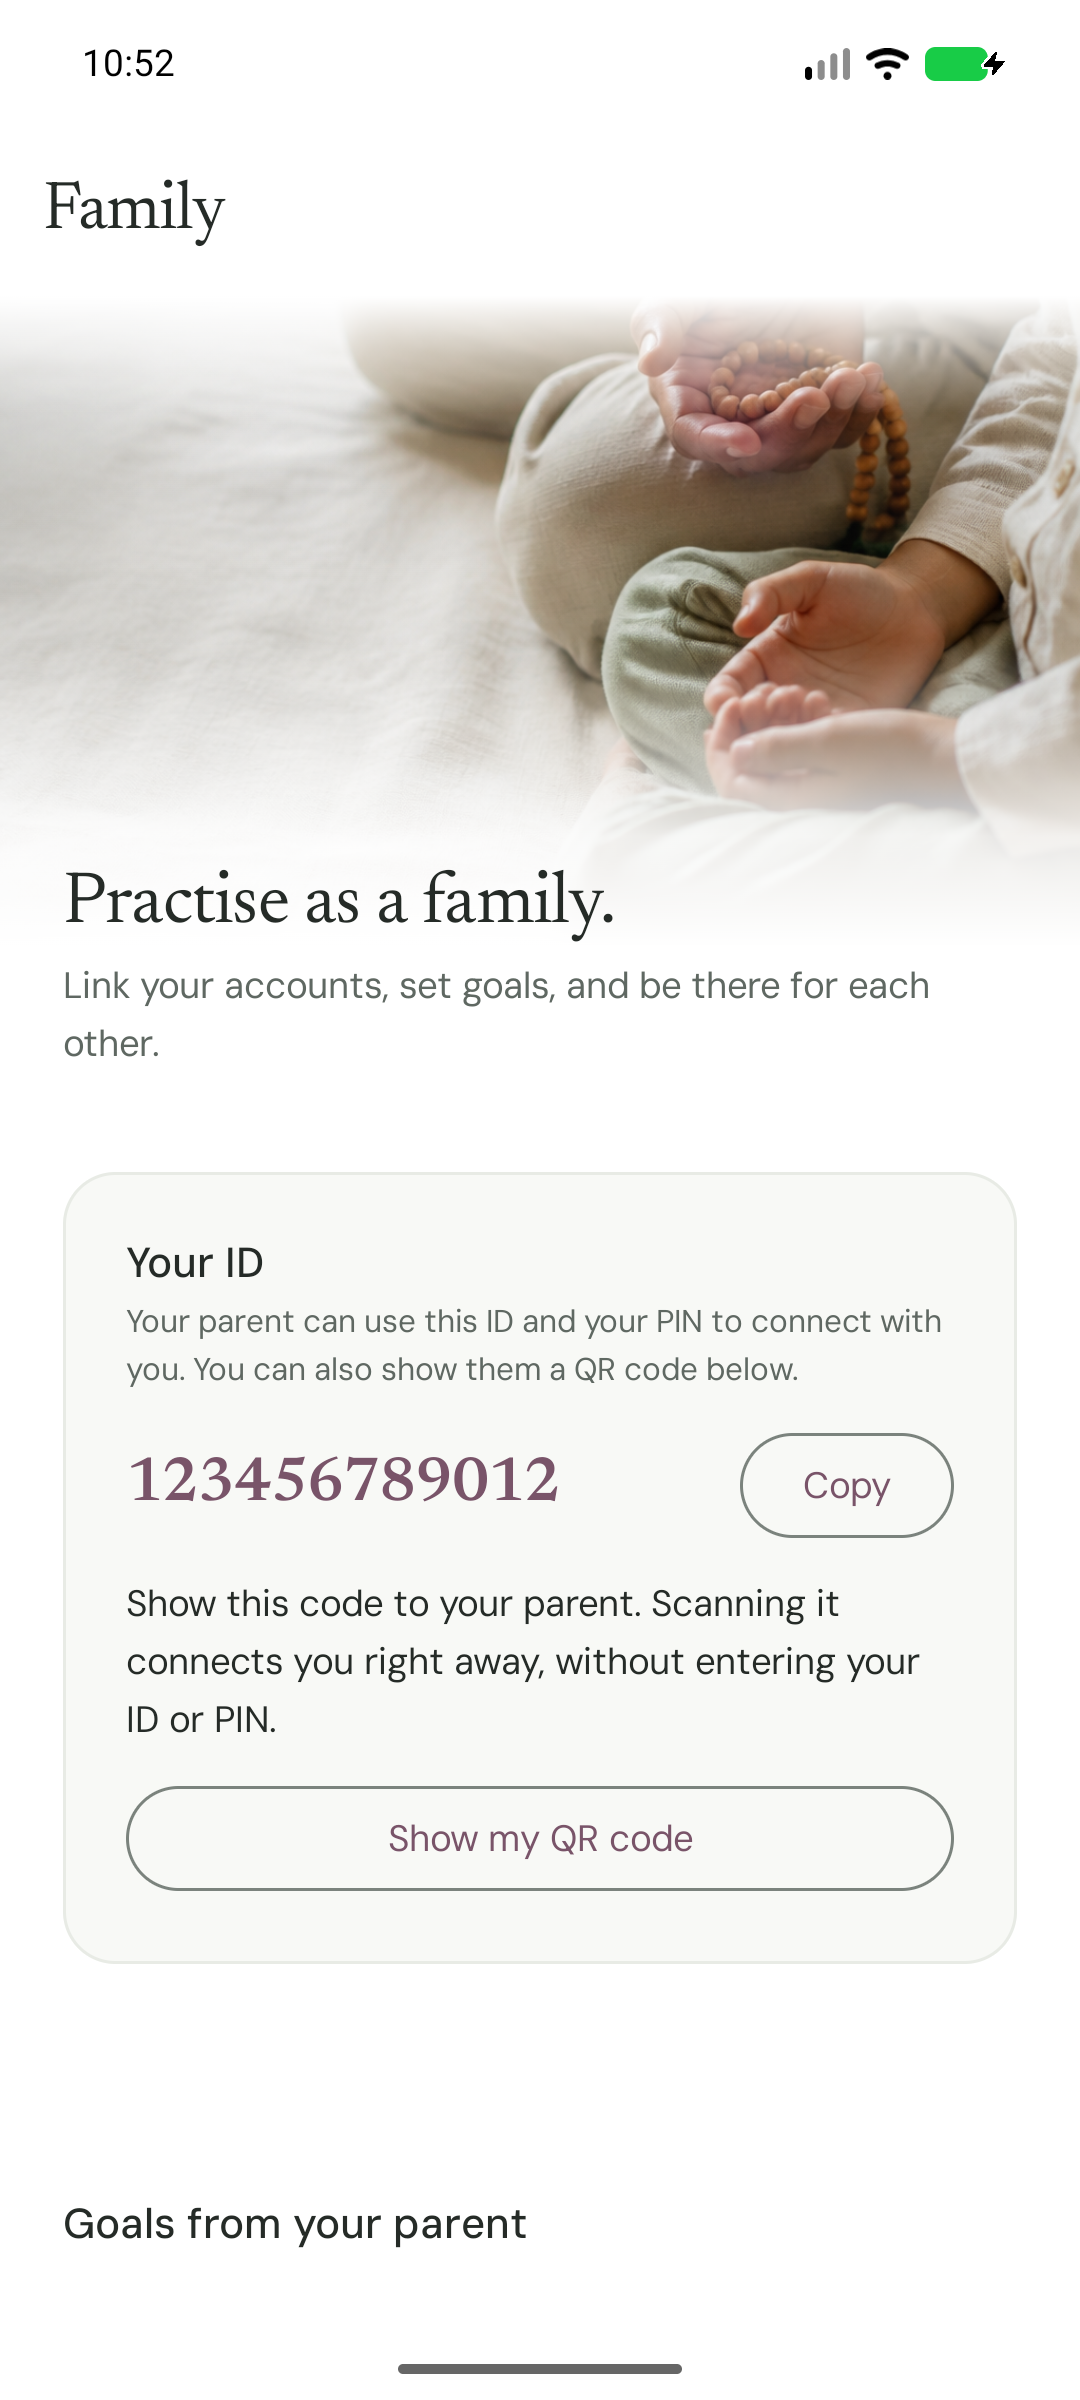 10:52
Family
Practise as a family.
Link your accounts, set goals, and be there for each
other.
Your ID
Your parent can use this ID and your PIN to connect with
you. You can also show them a QR code below.
123456789012
Copy
Show this code to your parent. Scanning it
connects you right away, without entering your
ID or PIN.
Show my QR code
Goals from your parent